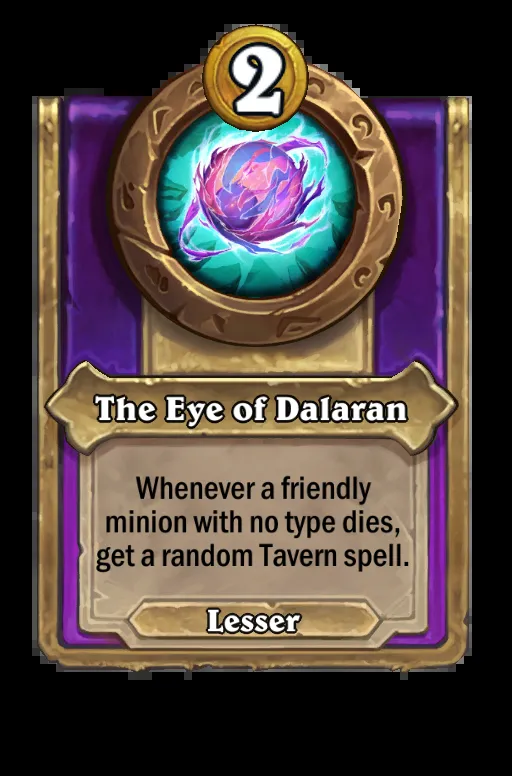 2
The Eye of Dalaran
Whenever a friendly
minion with no type dies,
get a random Tavern spell.
Lesser